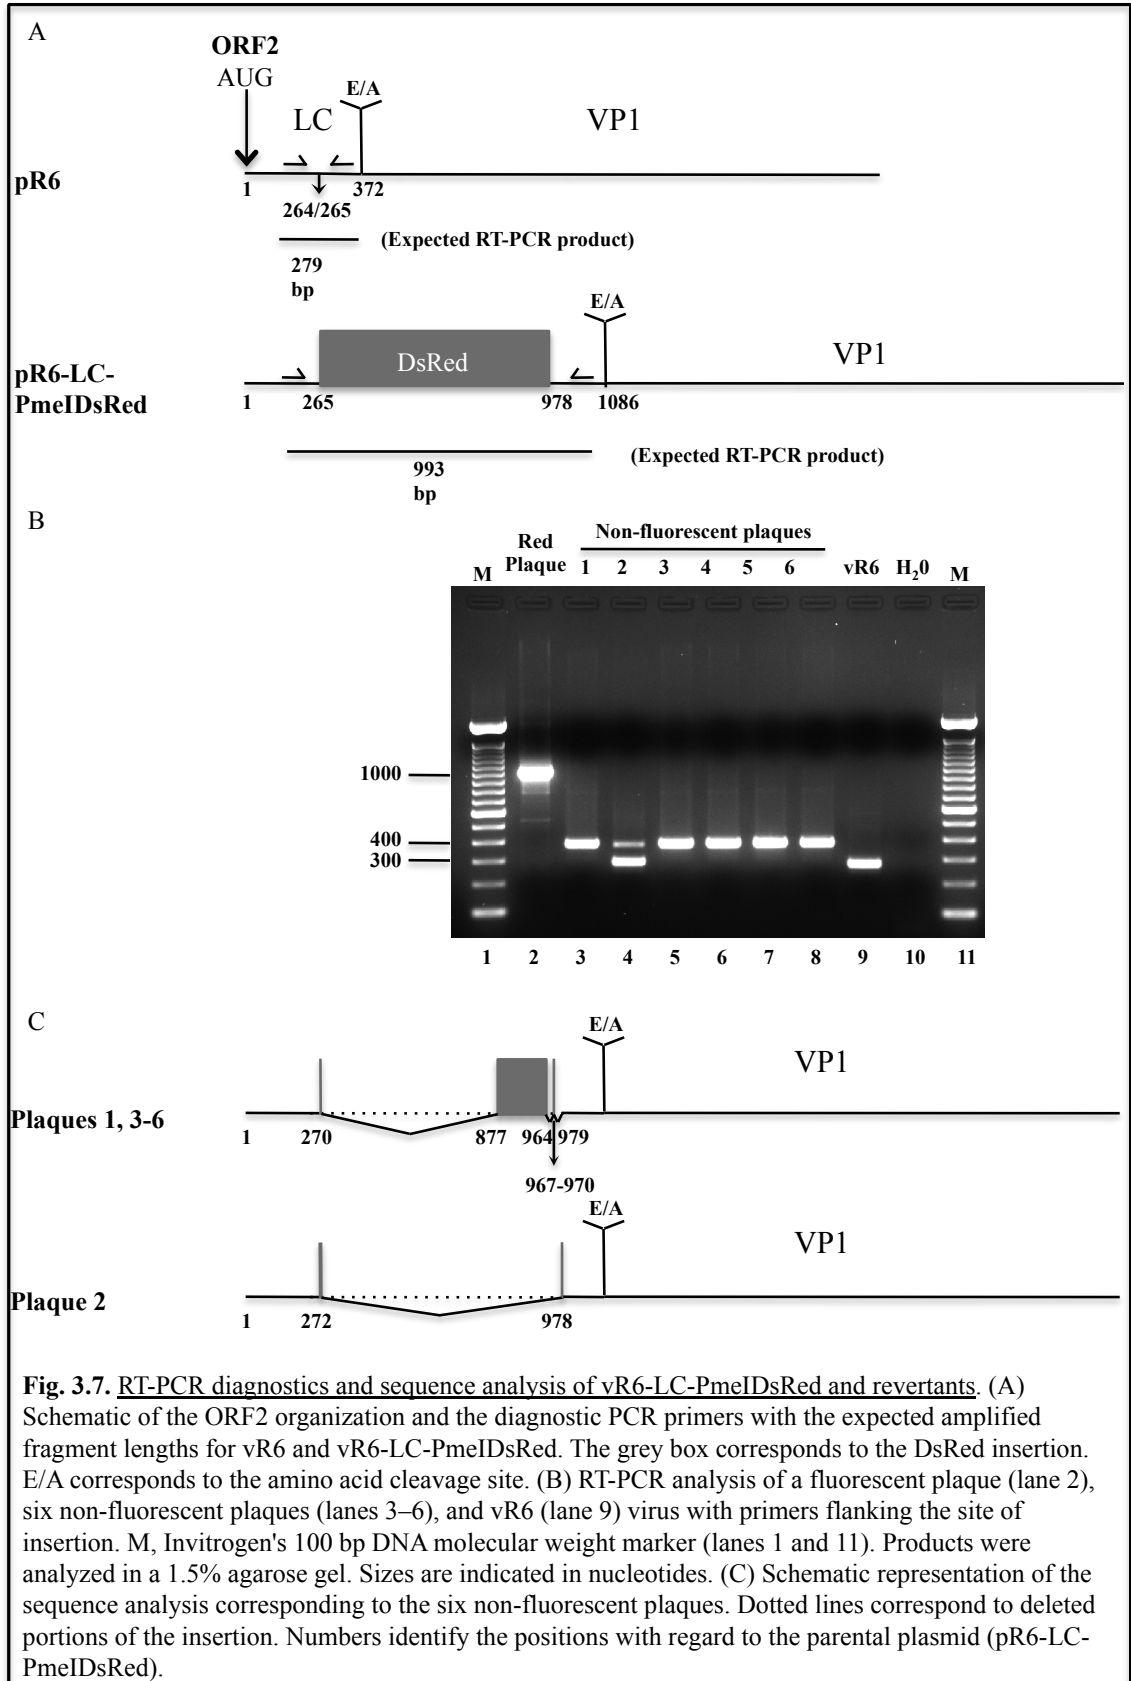 A
ORF2
AUG
E/A
LC
VP1
pR6
1
372
264/265
(Expected RT-PCR product)
279
bp
E/A
DsRed
VP1
pR6-LC-
PmeIDsRed
1
265
978
1086
993
bp
(Expected RT-PCR product)
B
Non-fluorescent plaques
Red
Plaque
M
1 2 3 4 5 6
vR6
H20
M
1000
400
300
1 2 3 4 5 6 7 8 9 10 11
C
E/A
VP1
Plaques 1, 3-6
1
270
877
964
979
967-970
E/A
VP1
Plaque 2
1
272
978
Fig. 3.7. RT-PCR diagnostics and sequence analysis of vR6-LC-PmeIDsRed and revertants. (A)
Schematic of the ORF2 organization and the diagnostic PCR primers with the expected amplified
fragment lengths for vR6 and vR6-LC-PmeIDsRed. The grey box corresponds to the DsRed insertion.
E/A corresponds to the amino acid cleavage site. (B) RT-PCR analysis of a fluorescent plaque (lane 2),
six non-fluorescent plaques (lanes 3–6), and vR6 (lane 9) virus with primers flanking the site of
insertion. M, Invitrogen's 100 bp DNA molecular weight marker (lanes 1 and 11). Products were
analyzed in a 1.5% agarose gel. Sizes are indicated in nucleotides. (C) Schematic representation of the
sequence analysis corresponding to the six non-fluorescent plaques. Dotted lines correspond to deleted
portions of the insertion. Numbers identify the positions with regard to the parental plasmid (pR6-LC-
PmeIDsRed).